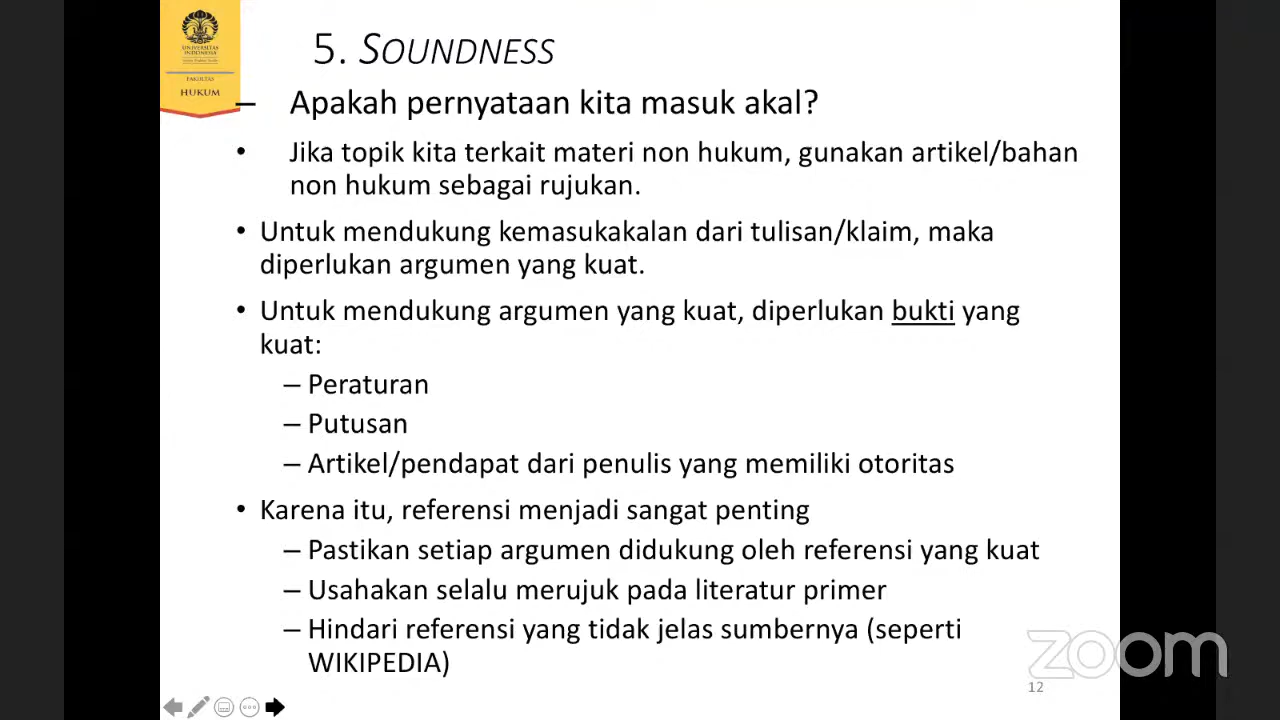 UNIVERSITAS
INDONESIA
FAKULTAS
HUKUM
5. SOUNDNESS
– Apakah pernyataan kita masuk akal?
• Jika topik kita terkait materi non hukum, gunakan artikel/bahan
non hukum sebagai rujukan.
• Untuk mendukung kemasukakalan dari tulisan/klaim, maka
diperlukan argumen yang kuat.
• Untuk mendukung argumen yang kuat, diperlukan bukti yang
kuat:
– Peraturan
– Putusan
– Artikel/pendapat dari penulis yang memiliki otoritas
• Karena itu, referensi menjadi sangat penting
– Pastikan setiap argumen didukung oleh referensi yang kuat
– Usahakan selalu merujuk pada literatur primer
– Hindari referensi yang tidak jelas sumbernya (seperti
WIKIPEDIA)
zoom
12